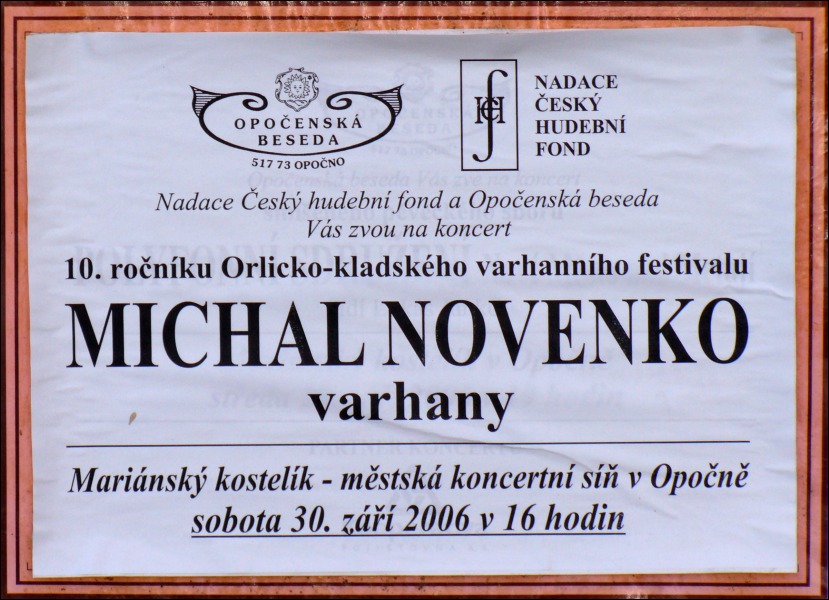 OPOČENSKÁ
BESEDA
517 73 OPOČNO
NADACE
ČESKÝ
HUDEBNÍ
FOND
Nadace Český hudební fond a Opočenská beseda
Vás zvou na koncert
10. ročníku Orlicko-kladského varhanního festivalu
MICHAL NOVENKO
varhany
Mariánský kostelík - městská koncertní síň v Opočně
sobota 30. září 2006 v 16 hodin